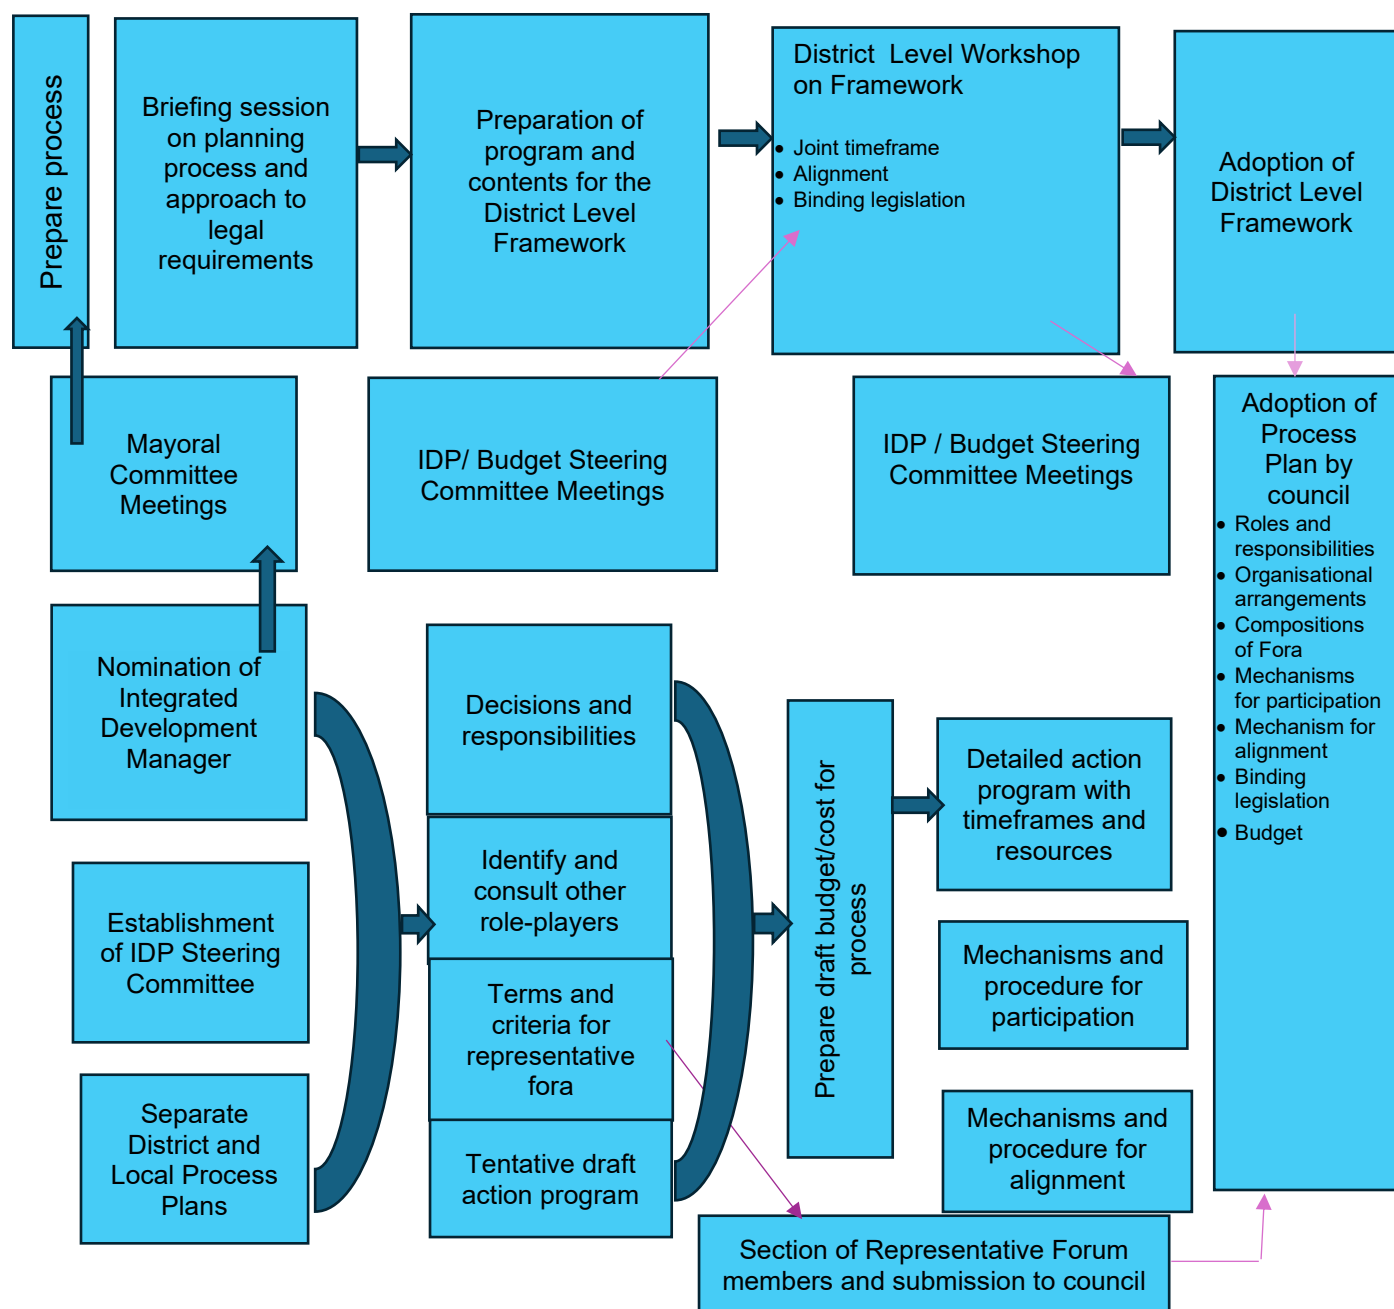 Prepare process
Briefing session
on planning
process and
approach to
legal
requirements
Preparation of
program and
contents for the
District Level
Framework
District  Level Workshop
on Framework
• Joint timeframe
• Alignment
• Binding legislation
Adoption of
District Level
Framework
Mayoral
Committee
Meetings
IDP/ Budget Steering
Committee Meetings
IDP / Budget Steering
Committee Meetings
Adoption of
Process
Plan by
council
• Roles and
responsibilities
• Organisational
arrangements
• Compositions
of Fora
• Mechanisms
for participation
• Mechanism for
alignment
• Binding
legislation
• Budget
Nomination of
Integrated
Development
Manager
Establishment
of IDP Steering
Committee
Separate
District and
Local Process
Plans
Decisions and
responsibilities
Identify and
consult other
role-players
Terms and
criteria for
representative
fora
Tentative draft
action program
Prepare draft budget/cost for
process
Detailed action
program with
timeframes and
resources
Mechanisms and
procedure for
participation
Mechanisms and
procedure for
alignment
Section of Representative Forum
members and submission to council